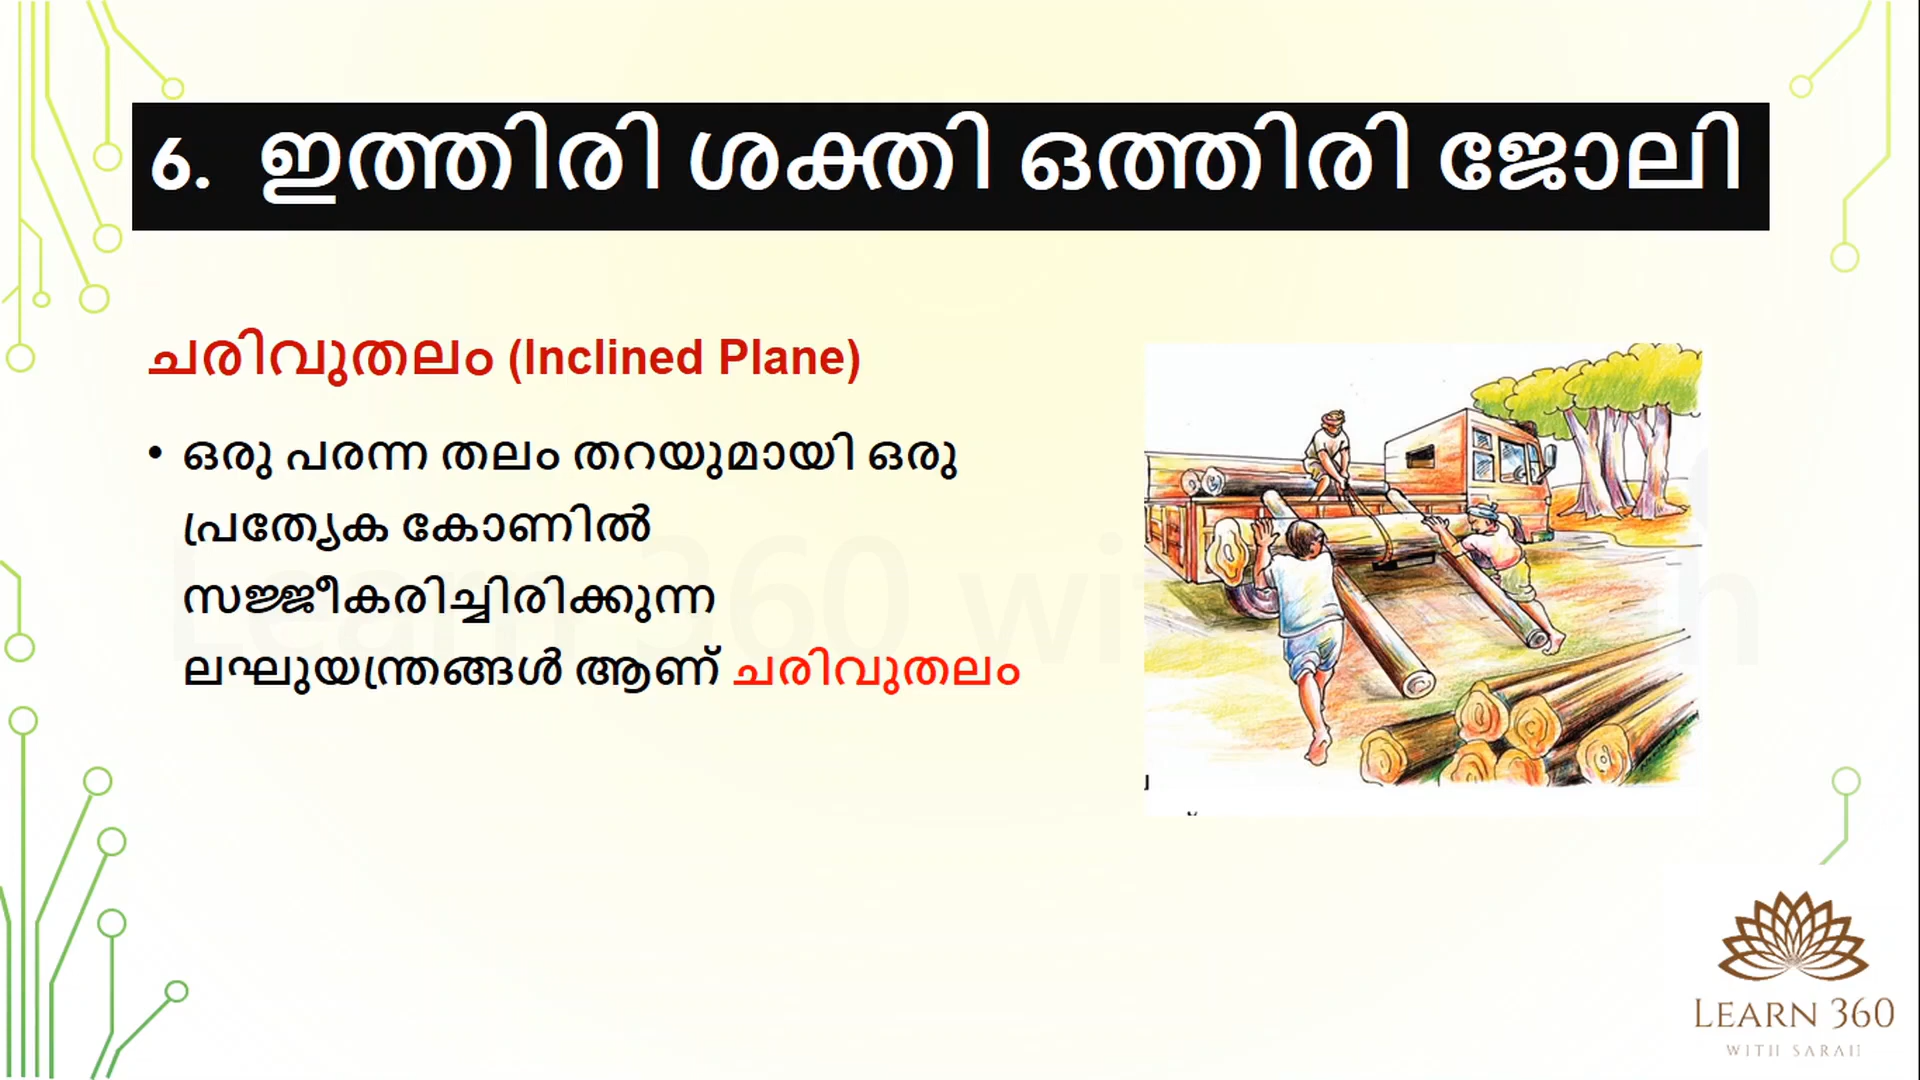 6. ഇത്തിരി ശക്തി ഒത്തിരി ജോലി
ചരിവുതലം (Inclined Plane)
• ഒരു പരന്ന തലം തറയുമായി ഒരു
പ്രത്യേക കോണിൽ
സജ്ജീകരിച്ചിരിക്കുന്ന
ലഘുയന്ത്രങ്ങൾ ആണ് ചരിവുതലം
LEARN 360
WITH SARAH